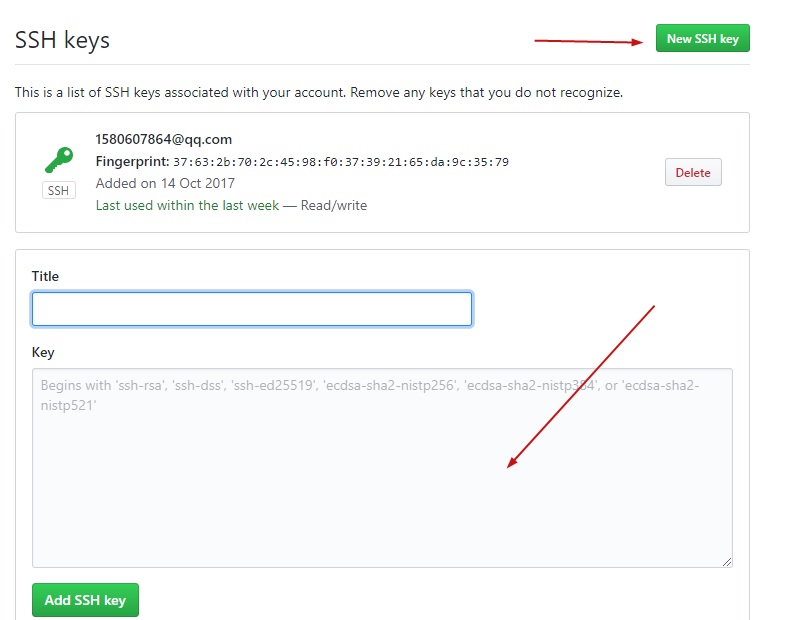 SSH keys
New SSH key
This is a list of SSH keys associated with your account. Remove any keys that you do not recognize.
1580607864@qq.com
Fingerprint: 37:63:2b:70:2c:45:98:f0:37:39:21:65:da:9c:35:79
SSH
Added on 14 Oct 2017
Last used within the last week — Read/write
Delete
Title
Key
Begins with 'ssh-rsa', 'ssh-dss', 'ssh-ed25519', 'ecdsa-sha2-nistp256', 'ecdsa-sha2-nistp384', or 'ecdsa-sha2-
nistp521'
Add SSH key